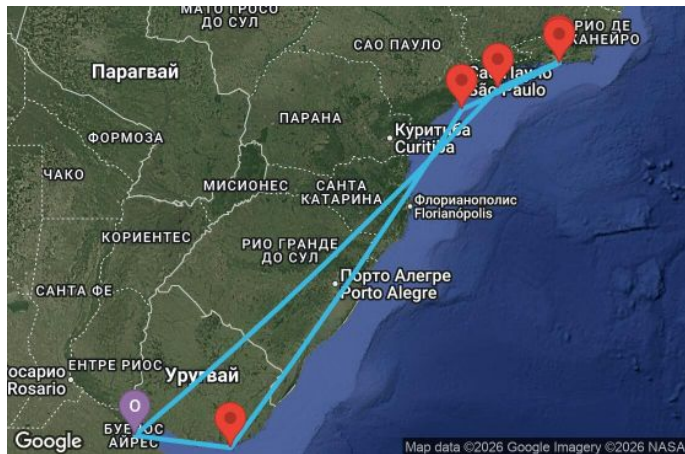 МАТО ГРОСО
ДО СУЛ
РИО ДЕ
ЖАНЕЙРО
САО ПАУЛО
Парагвай
Сао Пауло
São Paulo
ПАРАНА
Куритиба
Curitiba
ФОРМОЗА
ЧАКО
МИСИОНЕС
САНТА
КАТАРИНА
Флорианополис
Florianópolis
КОРИЕНТЕС
РИО ГРАНДЕ
ДО СУЛ
Порто Алегре
Porto Alegre
САНТА ФЕ
ЕНТРЕ РИОС
осарио
Rosario
Уругвай
O
БУЕНОС
АЙРЕС
Google
Map data ©2026 Google Imagery ©2026 NASA